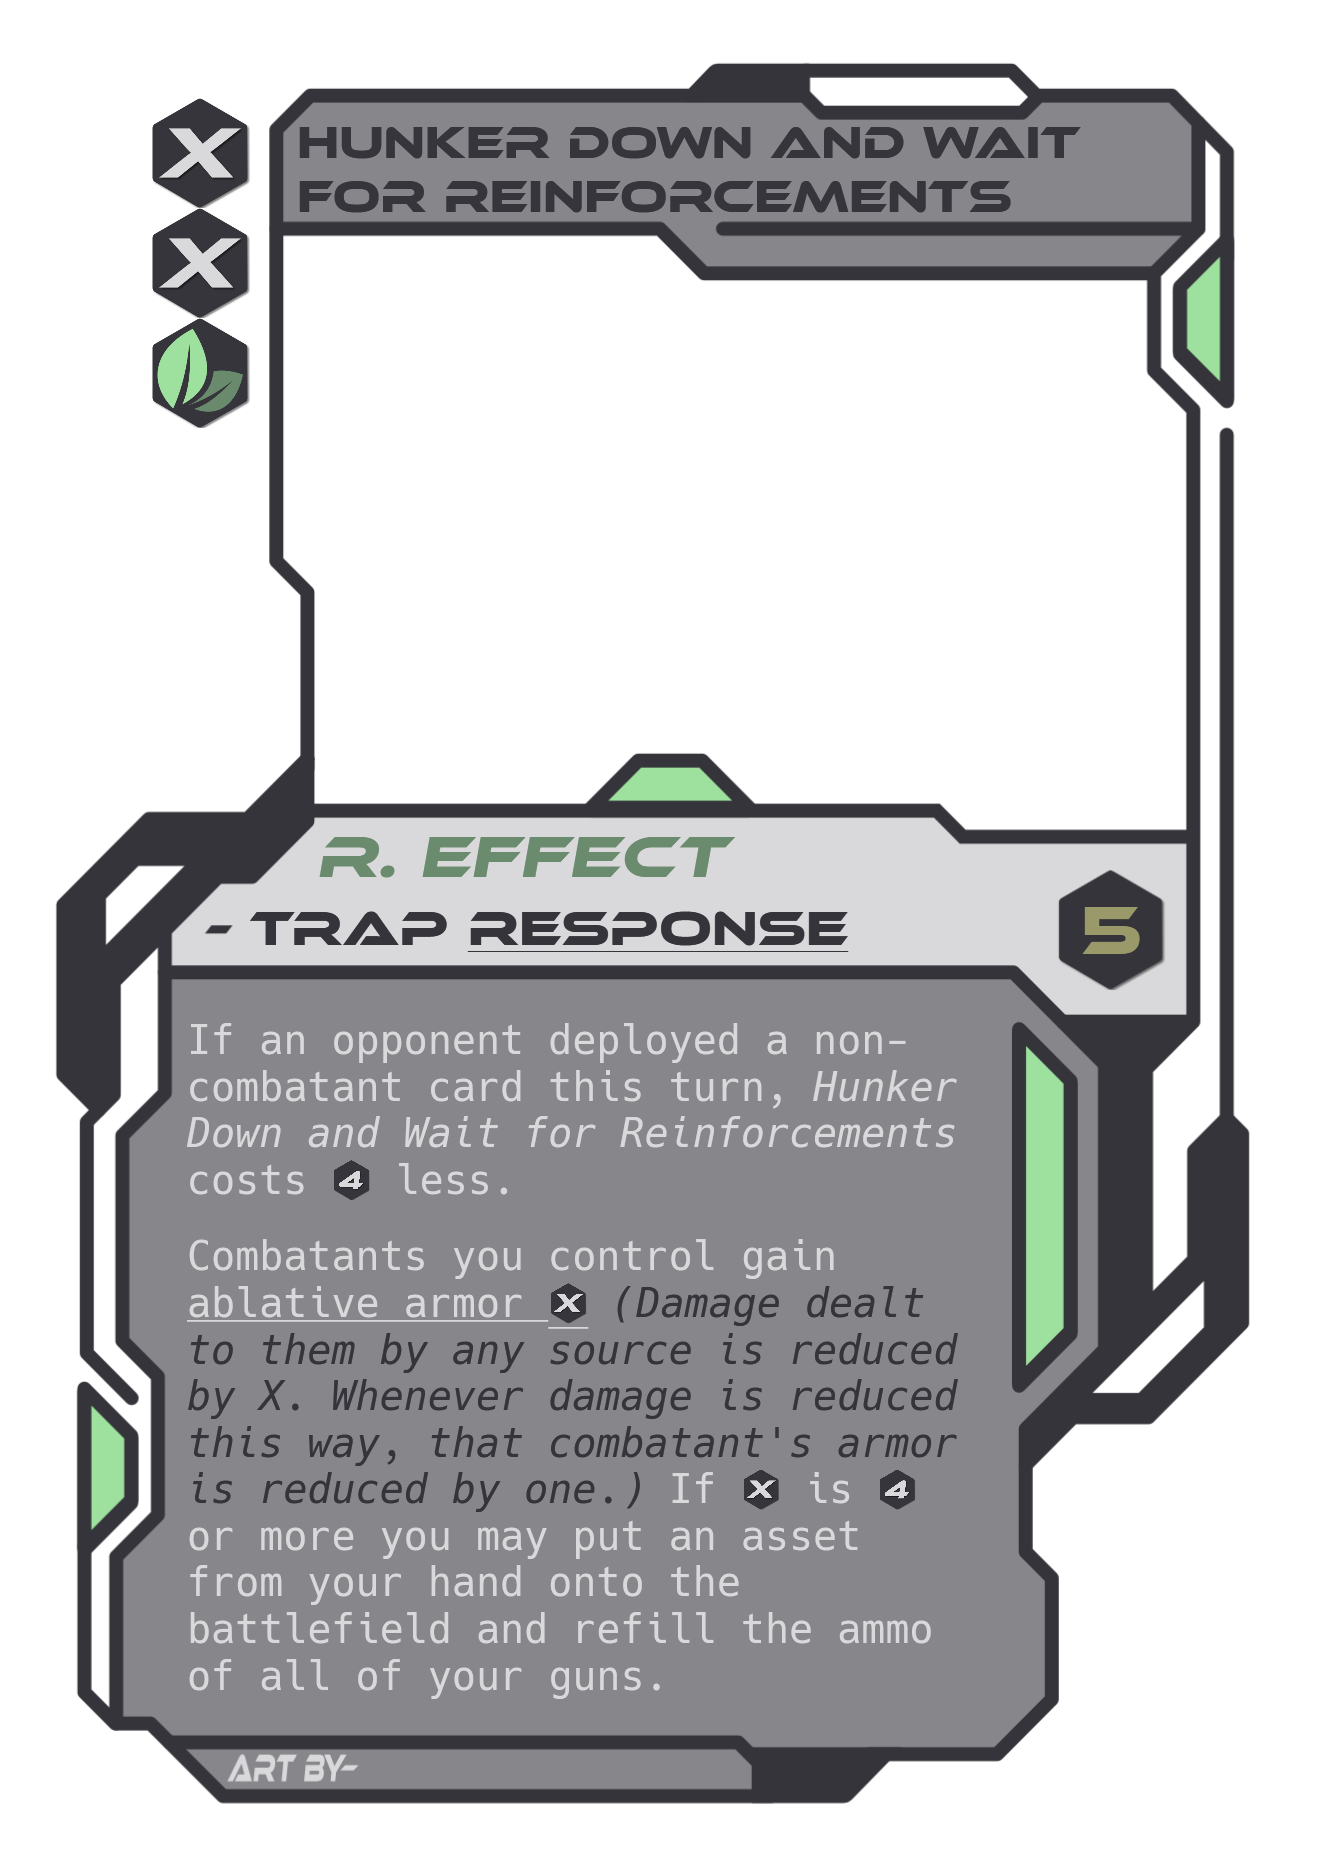 X
X
HUNKER DOWN AND WAIT
FOR REINFORCEMENTS
R. EFFECT
- TRAP RESPONSE
5
If an opponent deployed a non-
combatant card this turn, Hunker
Down and Wait for Reinforcements
costs 4 less.
Combatants you control gain
ablative armor X (Damage dealt
to them by any source is reduced
by X. Whenever damage is reduced
this way, that combatant's armor
is reduced by one.) If X is 4
or more you may put an asset
from your hand onto the
battlefield and refill the ammo
of all of your guns.
ART BY-